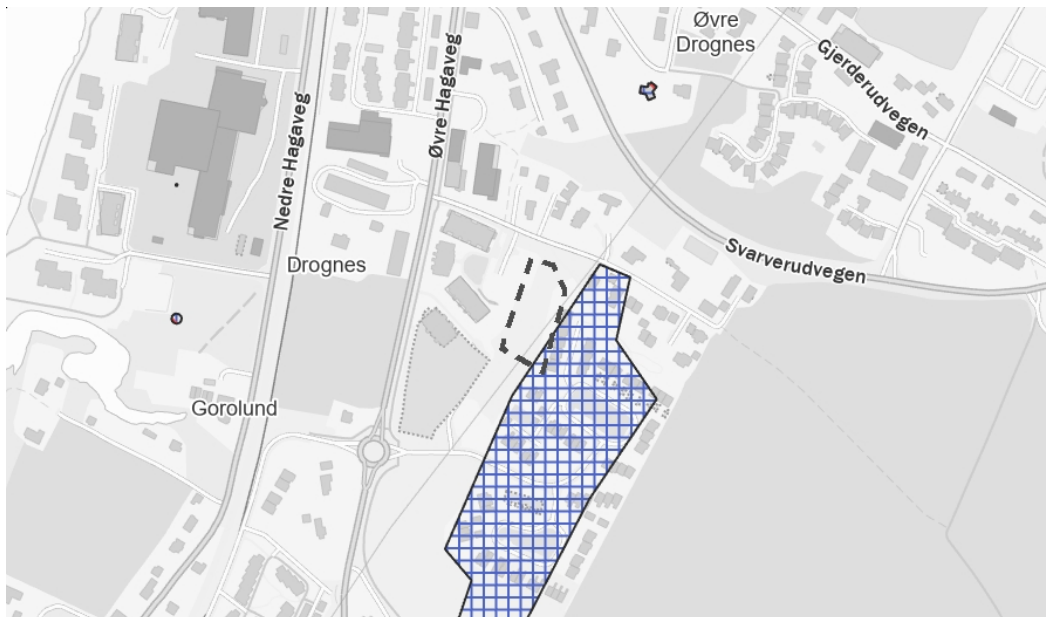 Øvre
Drognes
Gjerderudvegen
Øvre Hagaveg
Nedre Hagaveg
Svarverudvegen
Drognes
Gorolund